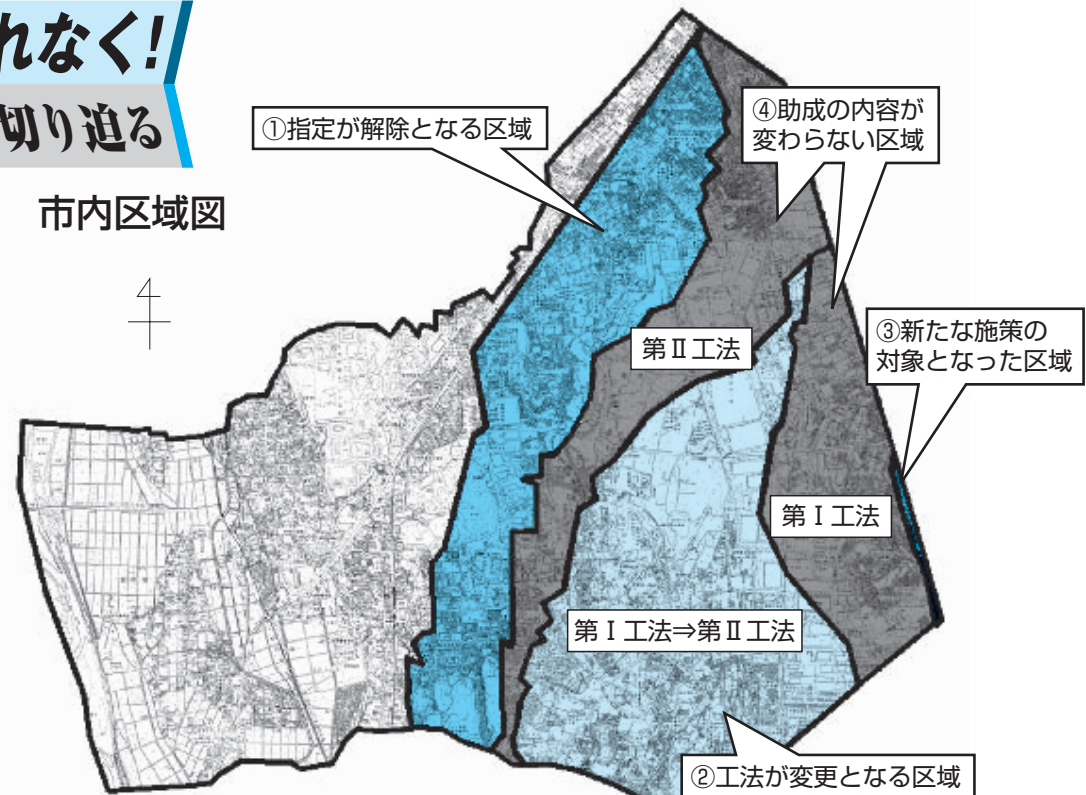 れなく!
切り迫る
市内区域図
①指定が解除となる区域
④助成の内容が
変わらない区域
③新たな施策の
対象となった区域
第Ⅱ工法
第Ⅰ工法
第Ⅰ工法⇒第Ⅱ工法
②工法が変更となる区域